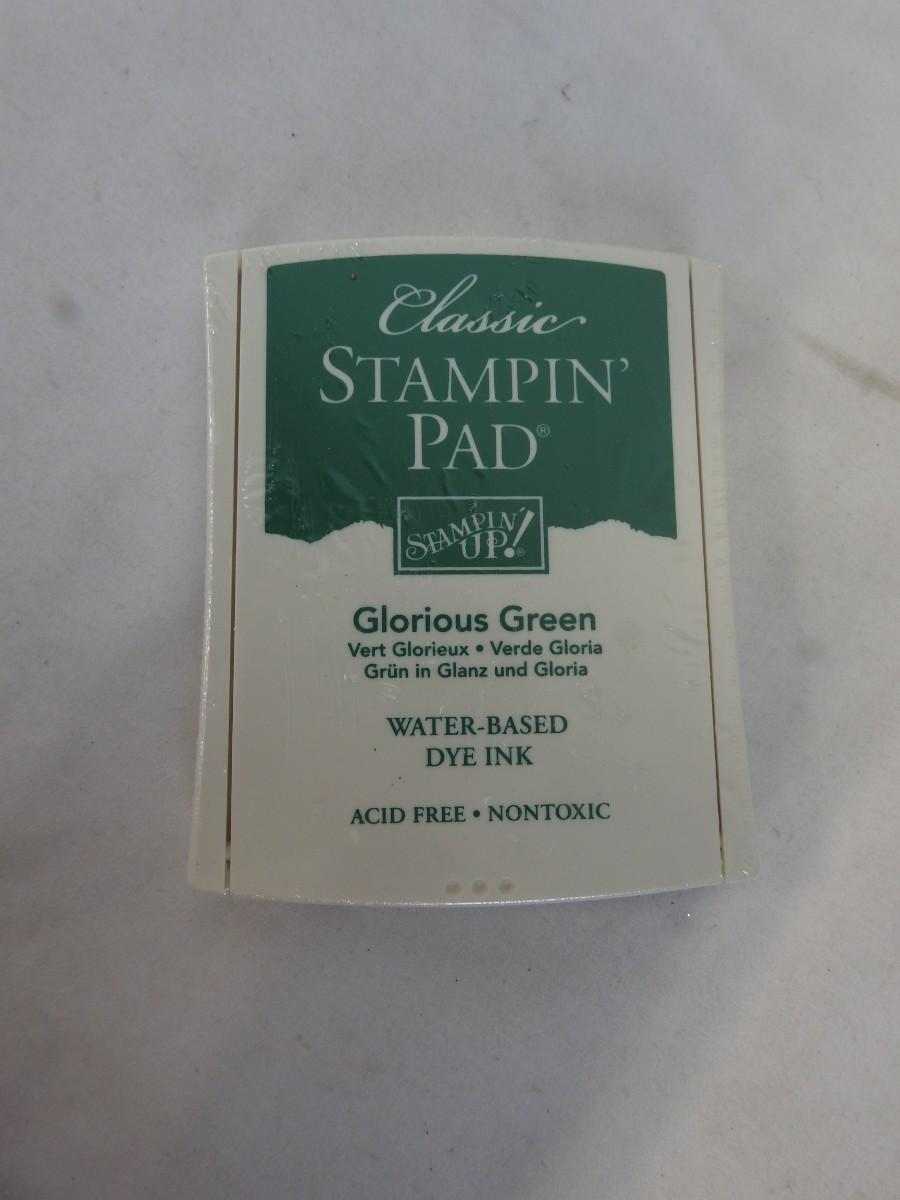 Classic
STAMPIN'
PAD®
STAMPIN'
UP!®
Glorious Green
Vert Glorieux • Verde Gloria
Grün in Glanz und Gloria
WATER-BASED
DYE INK
ACID FREE • NONTOXIC